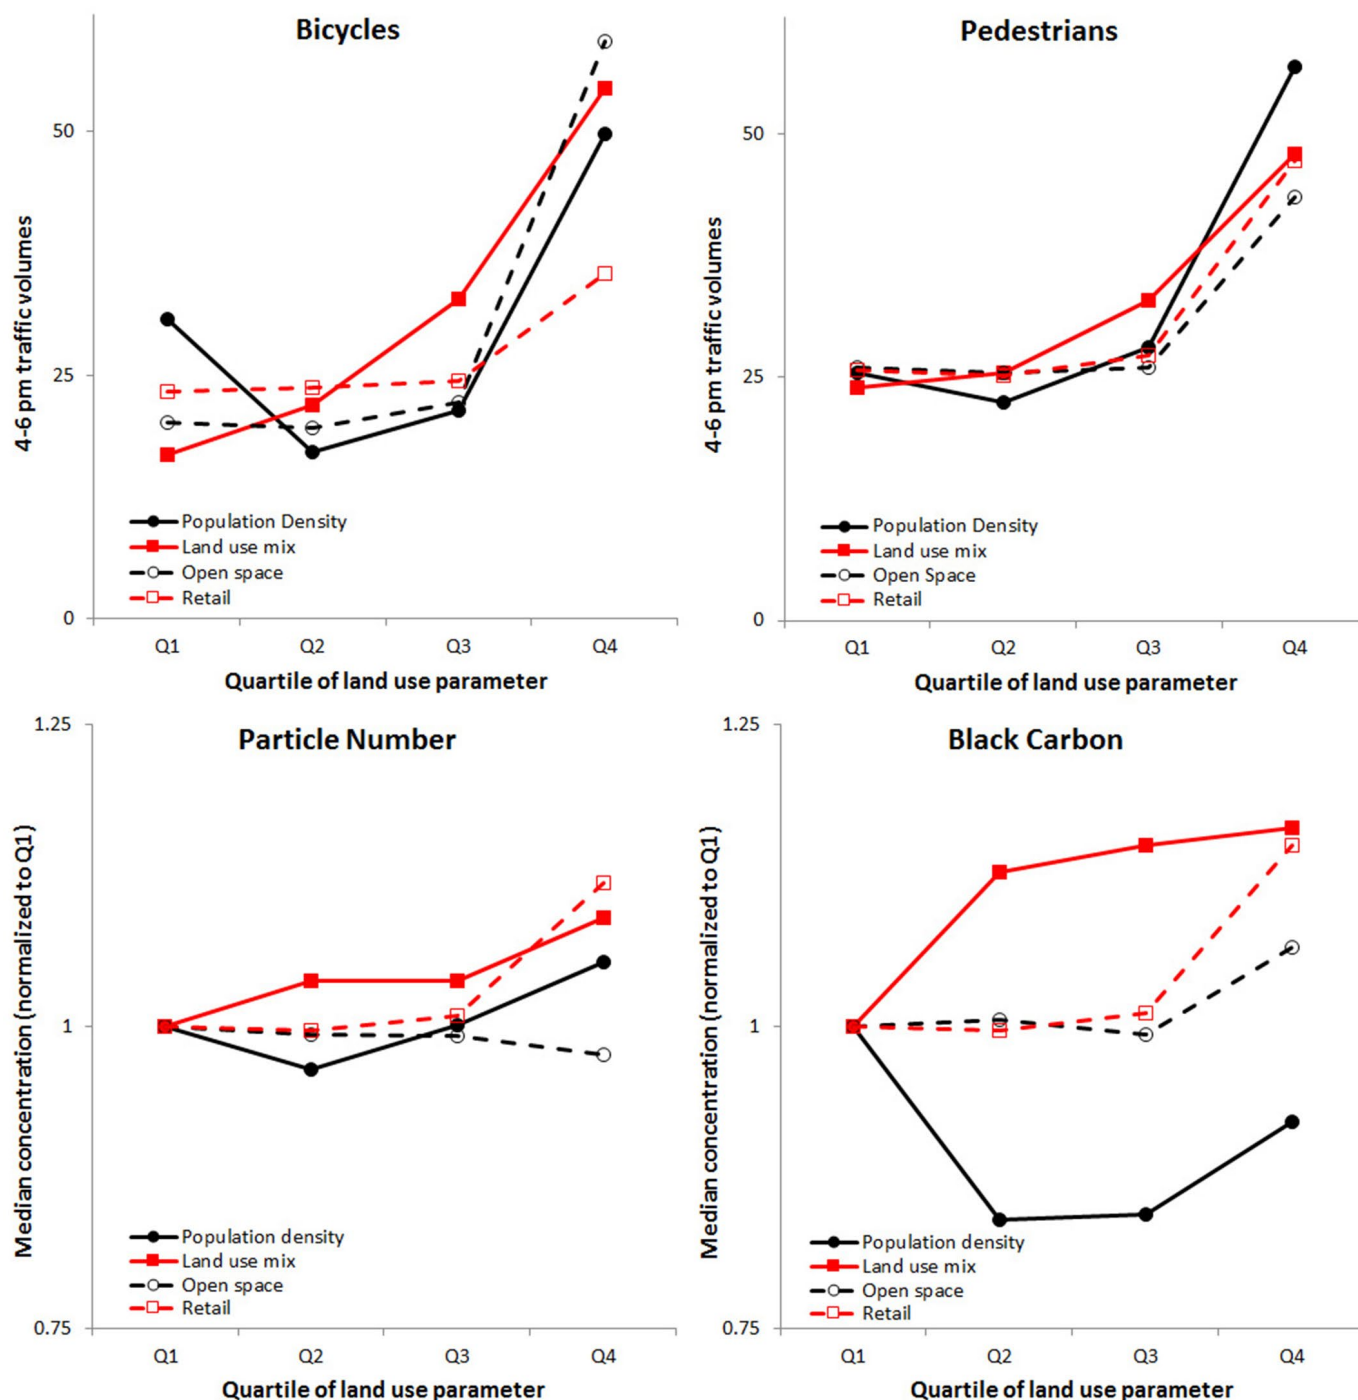 Bicycles
4-6 pm traffic volumes
50
25
0
Population Density
Land use mix
Open space
Retail
Q1 Q2 Q3 Q4
Quartile of land use parameter
Pedestrians
4-6 pm traffic volumes
50
25
0
Population Density
Land use mix
Open Space
Retail
Q1 Q2 Q3 Q4
Quartile of land use parameter
Particle Number
Median concentration (normalized to Q1)
1.25
1
0.75
Population density
Land use mix
Open space
Retail
Q1 Q2 Q3 Q4
Quartile of land use parameter
Black Carbon
Median concentration (normalized to Q1)
1.25
1
0.75
Population density
Land use mix
Open space
Retail
Q1 Q2 Q3 Q4
Quartile of land use parameter